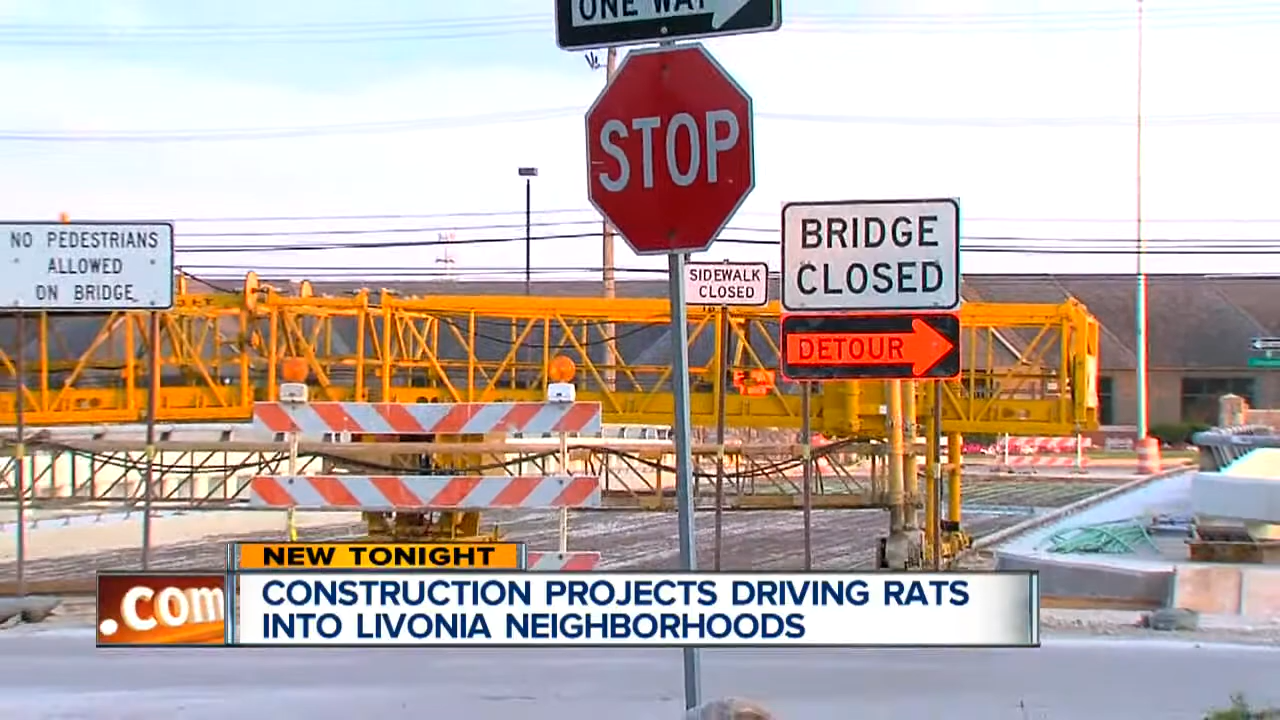 ONE WAY
STOP
NO PEDESTRIANS
ALLOWED
ON BRIDGE
SIDEWALK
CLOSED
BRIDGE
CLOSED
DETOUR
NEW TONIGHT
.com
CONSTRUCTION PROJECTS DRIVING RATS
INTO LIVONIA NEIGHBORHOODS